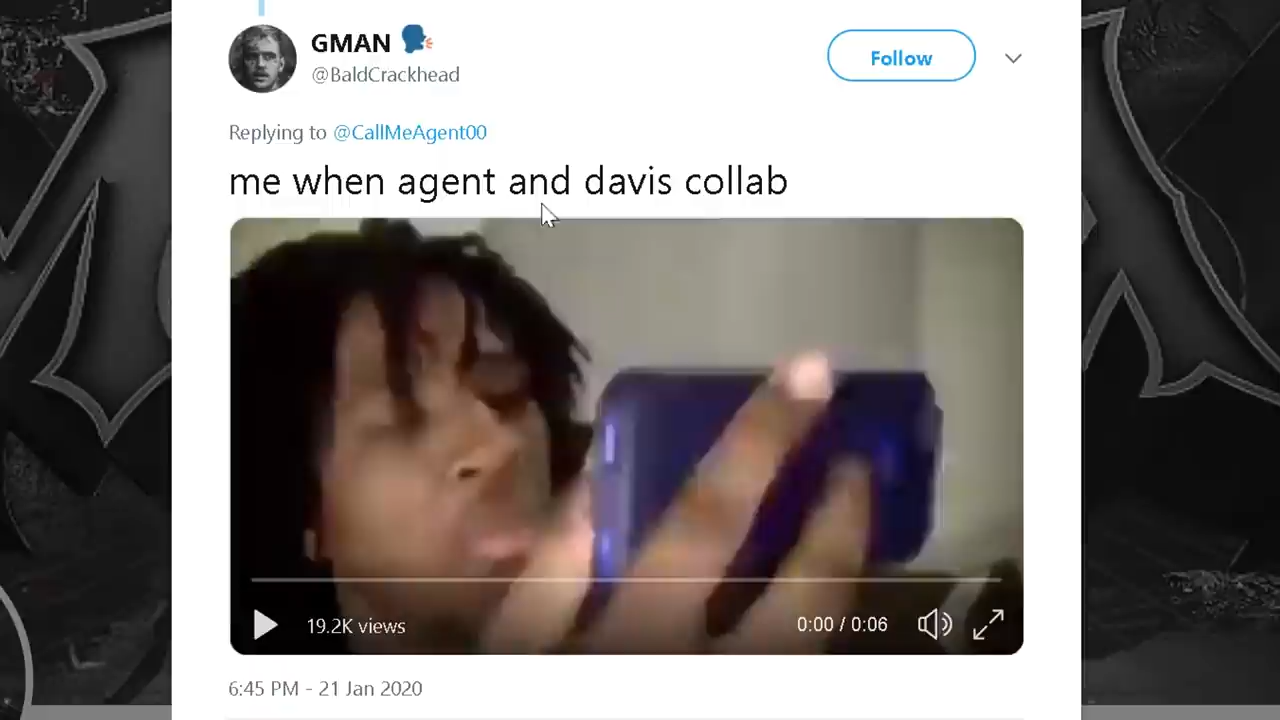 GMAN
@BaldCrackhead
Follow
Replying to @CallMeAgent00
me when agent and davis collab
19.2K views
0:00 / 0:06
6:45 PM - 21 Jan 2020